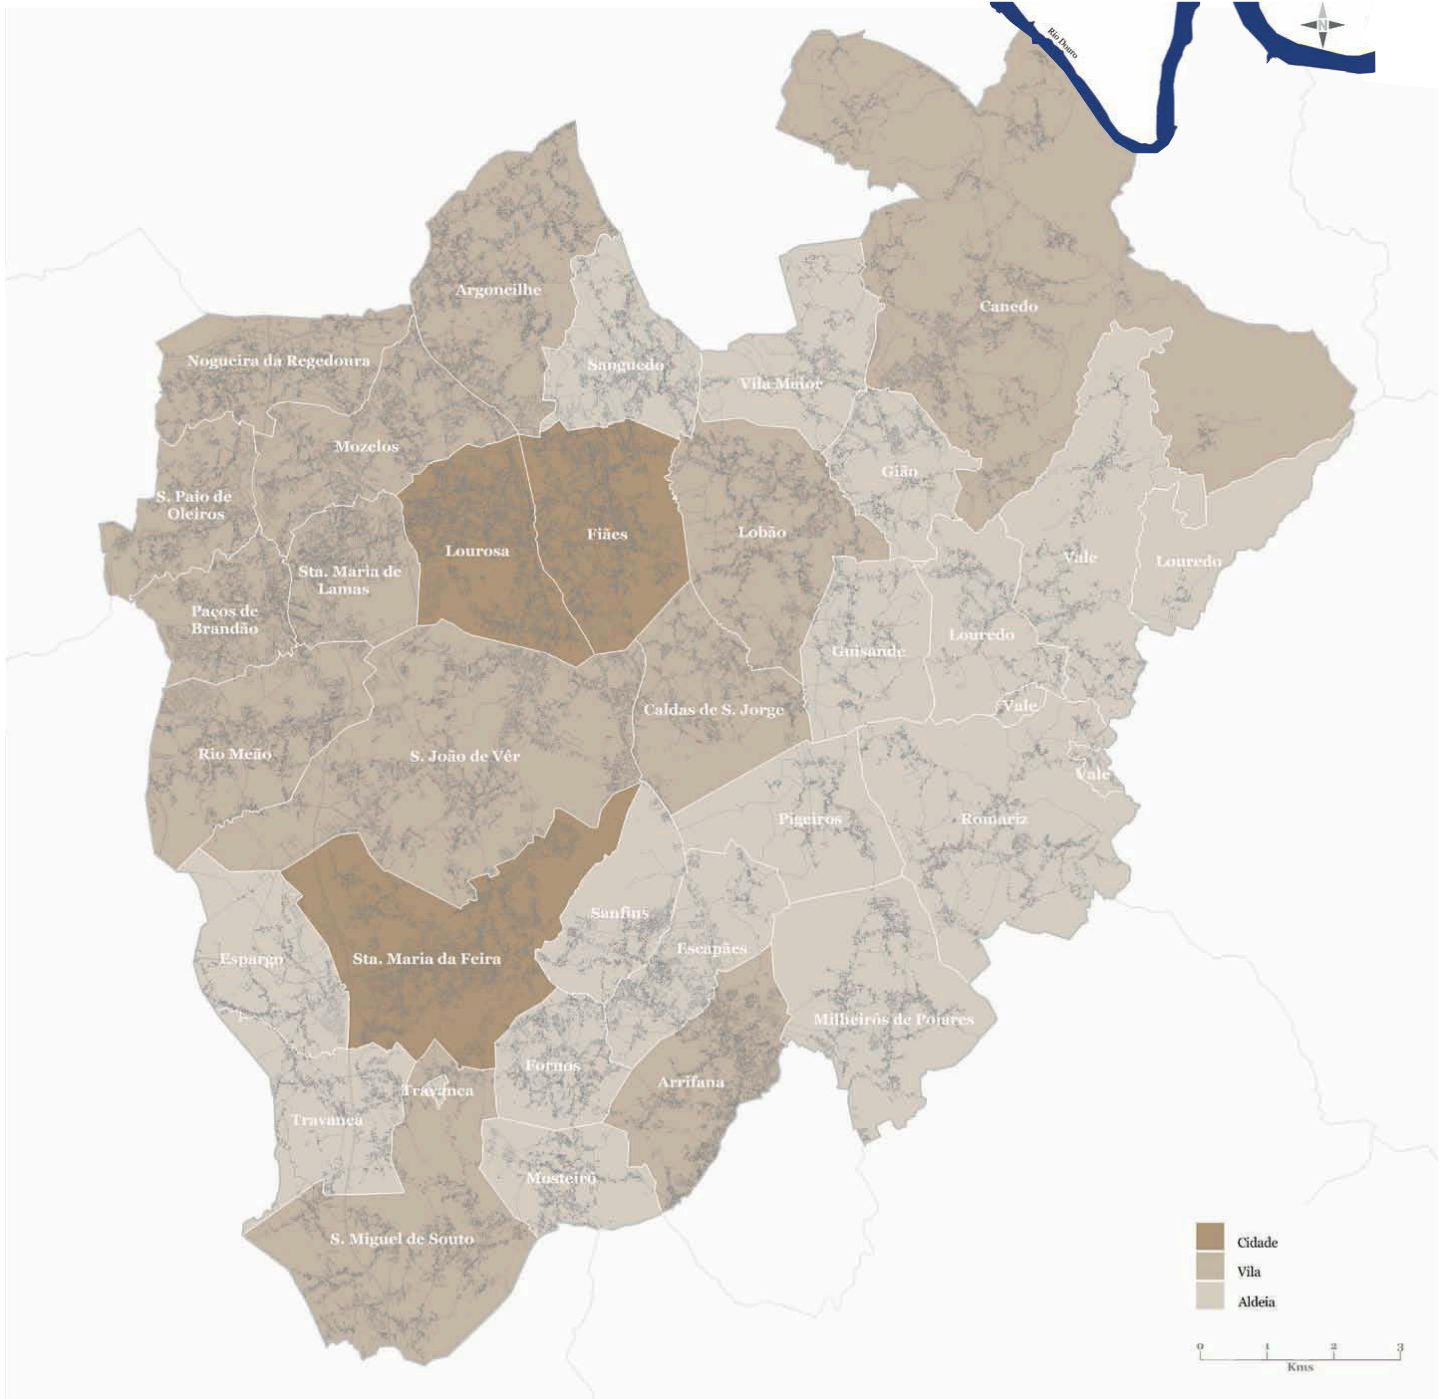 N
Rio Douro
Argoncilhe
Canedo
Nogueira da Regedoura
Sanguedo
Vila Maior
Mozelos
Gião
S. Paio de
Oleiros
Lourosa
Fiães
Lobão
Vale
Louredo
Sta. Maria de
Lamas
Paços de
Brandão
Guisande
Louredo
Caldas de S. Jorge
Vale
Rio Meão
S. João de Vêr
Vale
Pigeiros
Romariz
Sanfins
Escapães
Espargo
Sta. Maria da Feira
Milheirós de Poiares
Fornos
Arrifana
Travanca
Travanca
Mosteiró
S. Miguel de Souto
Cidade
Vila
Aldeia
0 1 2 3
Kms